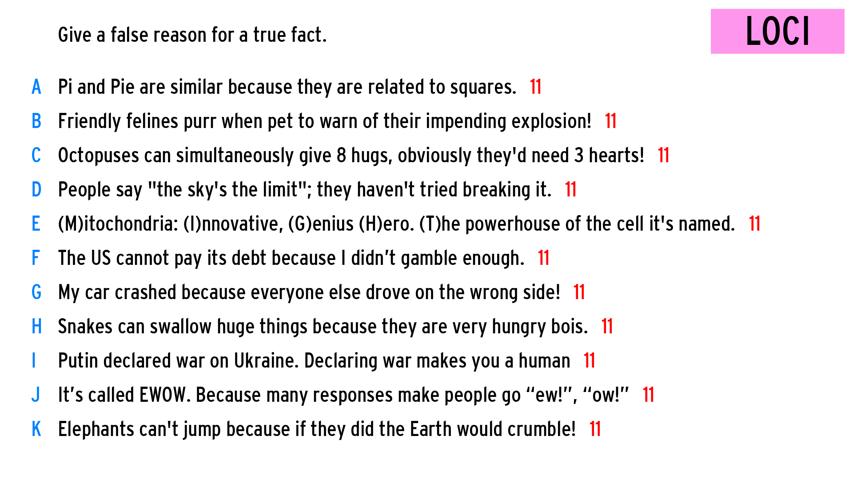 Give a false reason for a true fact.
LOCI
A Pi and Pie are similar because they are related to squares. 11
B Friendly felines purr when pet to warn of their impending explosion! 11
C Octopuses can simultaneously give 8 hugs, obviously they'd need 3 hearts! 11
D People say "the sky's the limit"; they haven't tried breaking it. 11
E (M)itochondria: (I)nnovative, (G)enius (H)ero. (T)he powerhouse of the cell it's named. 11
F The US cannot pay its debt because I didn’t gamble enough. 11
G My car crashed because everyone else drove on the wrong side! 11
H Snakes can swallow huge things because they are very hungry bois. 11
I Putin declared war on Ukraine. Declaring war makes you a human 11
J It’s called EWOW. Because many responses make people go “ew!”, “ow!” 11
K Elephants can't jump because if they did the Earth would crumble! 11